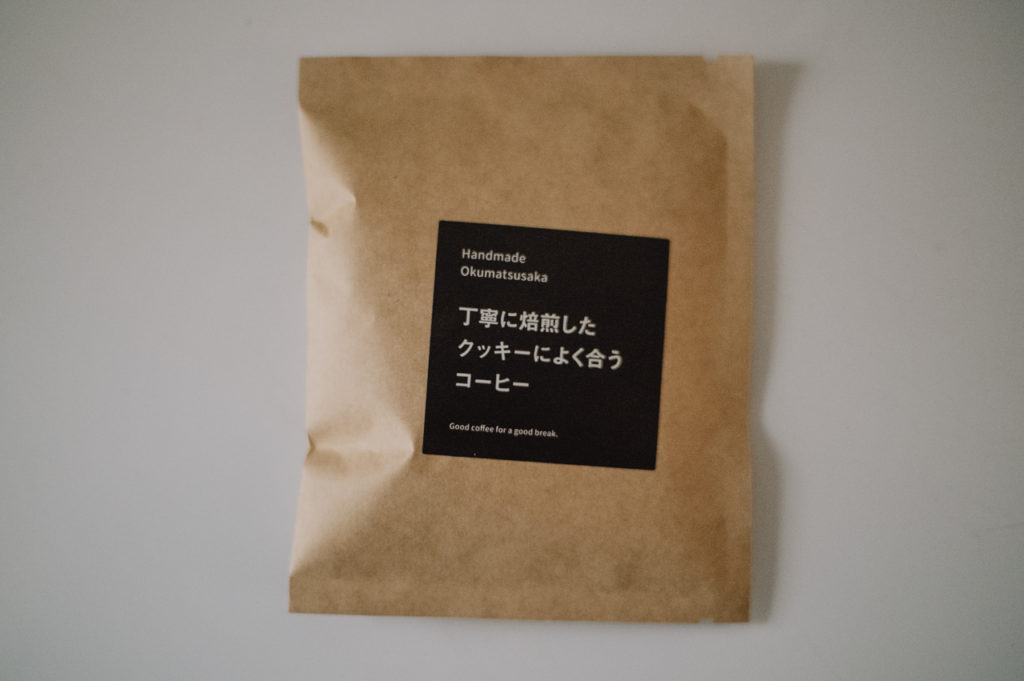 Handmade
Okumatsusaka
丁寧に焙煎した
クッキーによく合う
コーヒー
Good coffee for a good break.